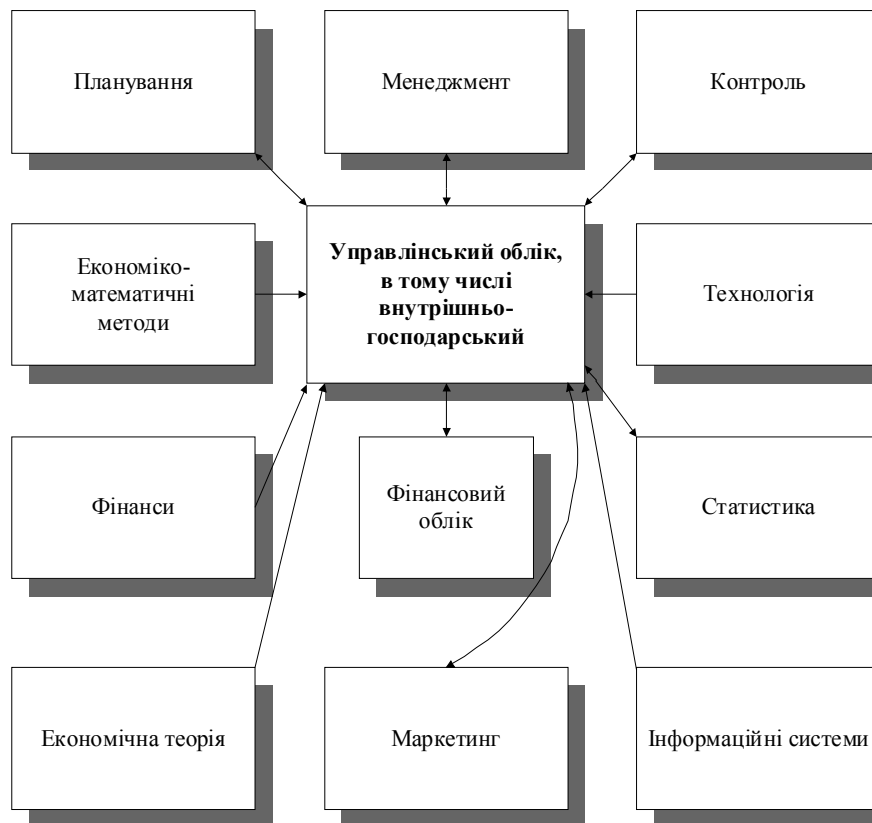 Планування
Менеджмент
Контроль
Економіко-
математичні
методи
Управлінський облік,
в тому числі
внутрішньо-
господарський
Технологія
Фінанси
Фінансовий
облік
Статистика
Економічна теорія
Маркетинг
Інформаційні системи